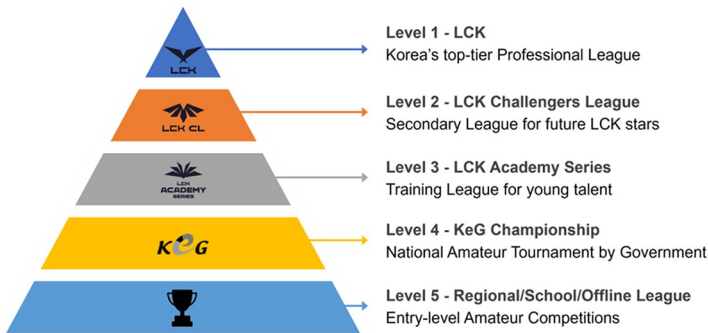 LCK
Level 1 - LCK
Korea's top-tier Professional League
LCK CL
Level 2 - LCK Challengers League
Secondary League for future LCK stars
LCK
ACADEMY
SERIES
Level 3 - LCK Academy Series
Training League for young talent
KeG
Level 4 - KeG Championship
National Amateur Tournament by Government
Level 5 - Regional/School/Offline League
Entry-level Amateur Competitions